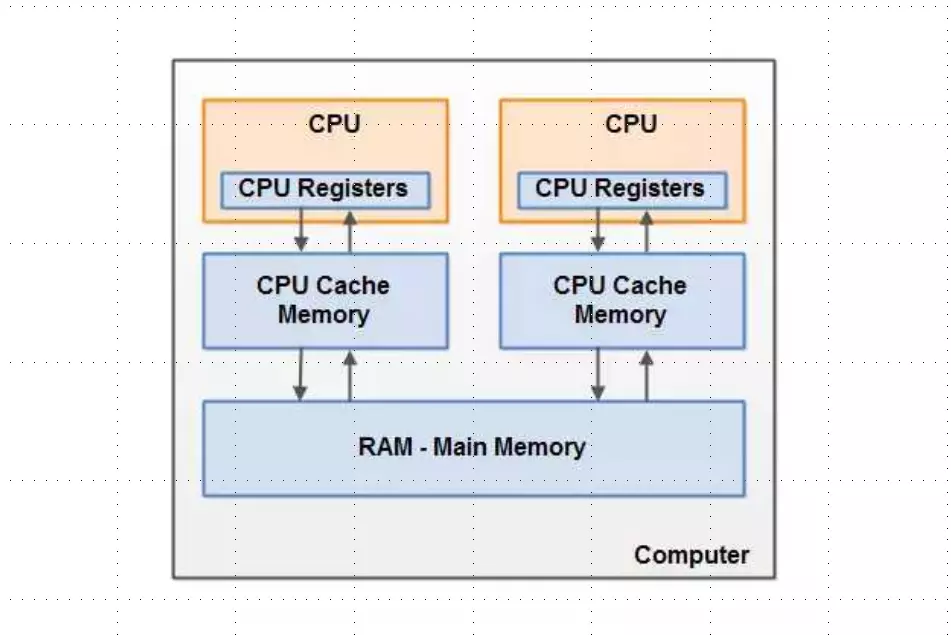 CPU
CPU
CPU Registers
CPU Registers
CPU Cache
Memory
CPU Cache
Memory
RAM - Main Memory
Computer